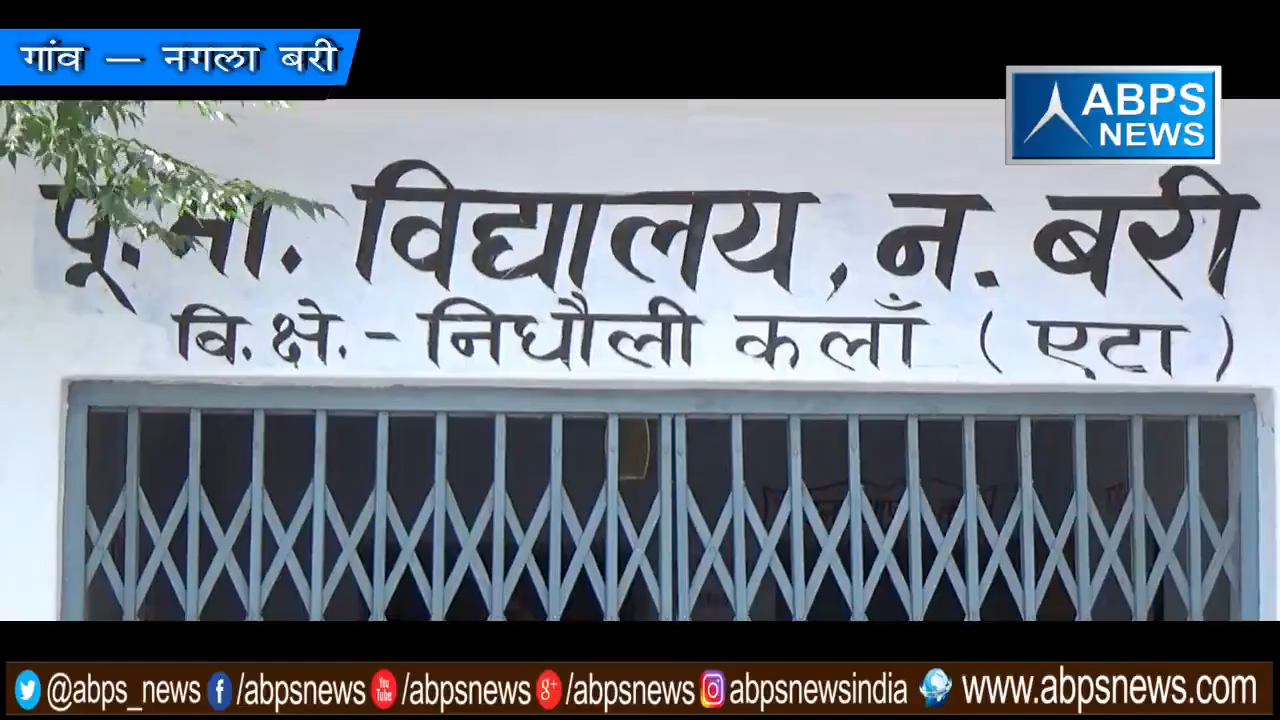 गांव — नगला बरी
ABPS
NEWS
पू.मा. विद्यालय, न. बरी
वि.क्षे.- निधौली कलाँ ( एटा )
@abps_news /abpsnews /abpsnews /abpsnews abpsnewsindia www.abpsnews.com